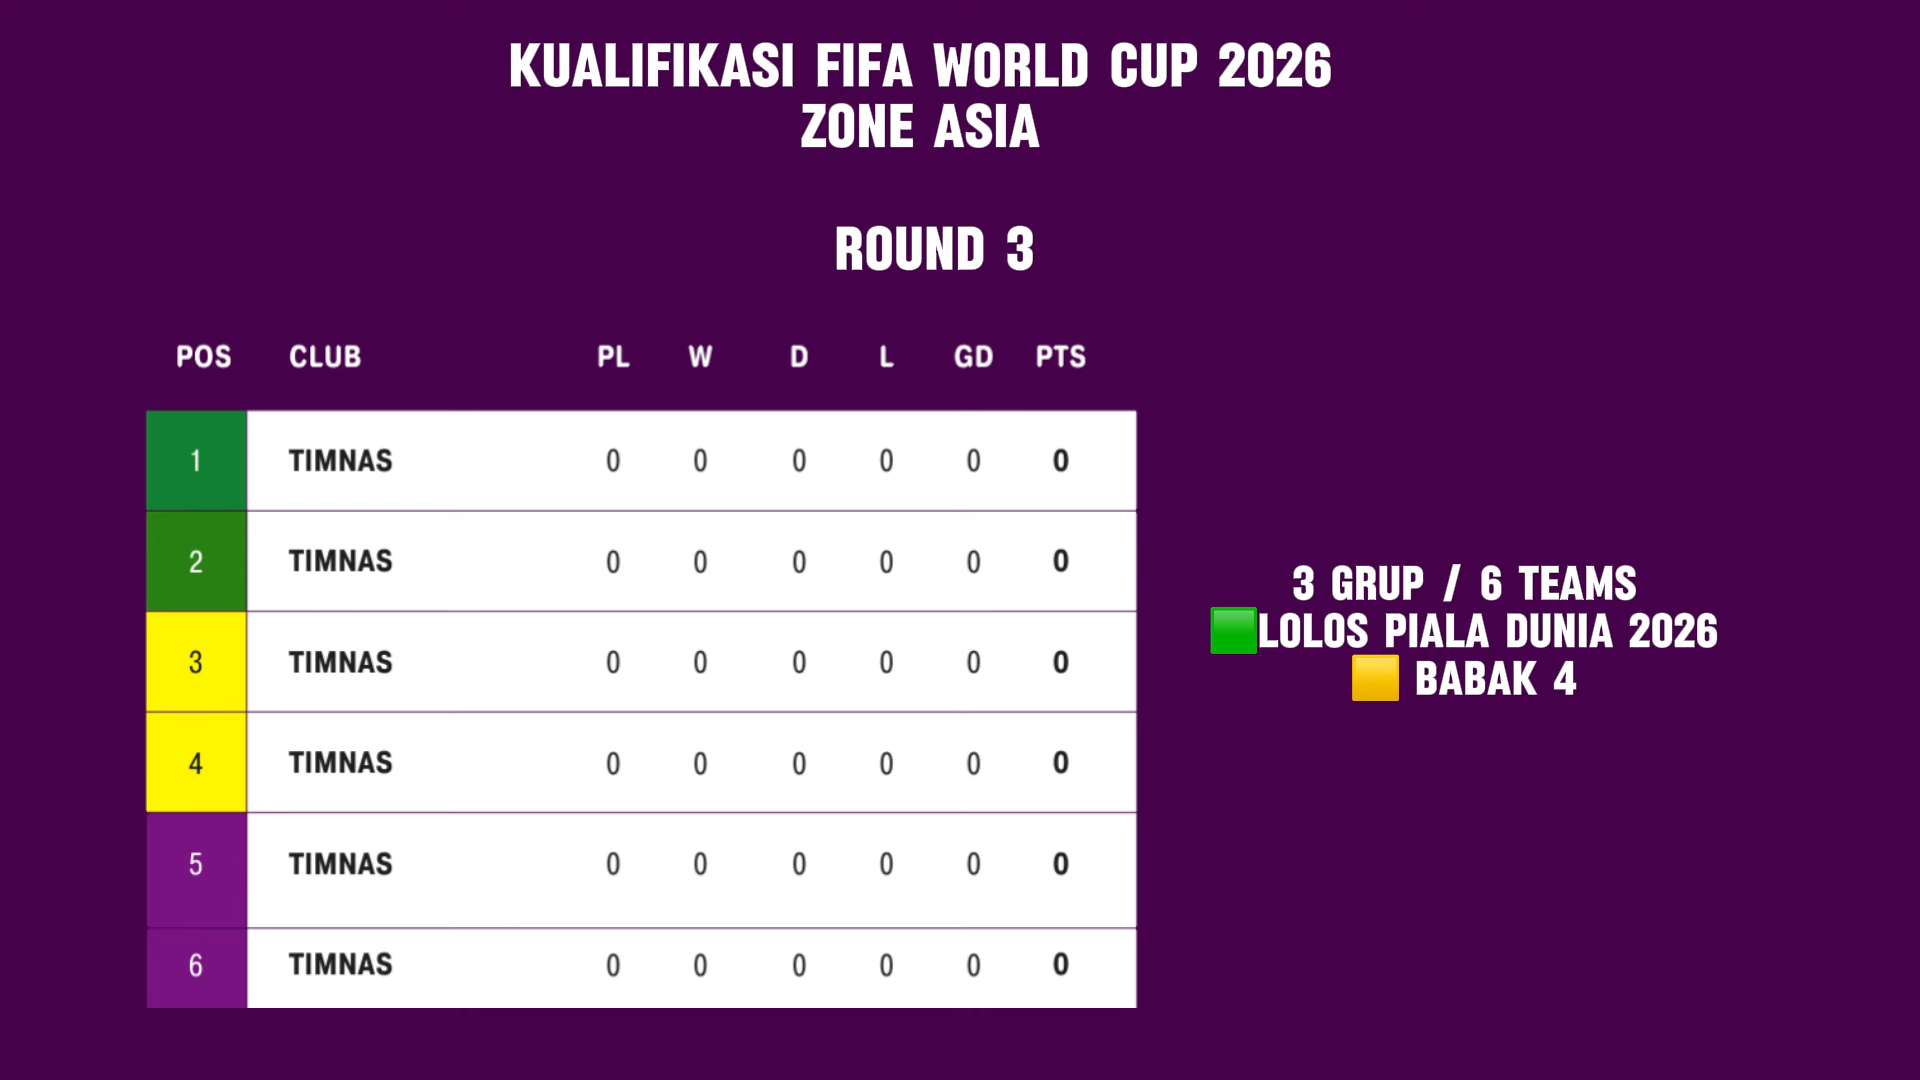 KUALIFIKASI FIFA WORLD CUP 2026
ZONE ASIA
ROUND 3
POS CLUB PL W D L GD PTS
1 TIMNAS 0 0 0 0 0 0
2 TIMNAS 0 0 0 0 0 0
3 TIMNAS 0 0 0 0 0 0
4 TIMNAS 0 0 0 0 0 0
5 TIMNAS 0 0 0 0 0 0
6 TIMNAS 0 0 0 0 0 0
3 GRUP / 6 TEAMS
🟩LOLOS PIALA DUNIA 2026
🟨 BABAK 4